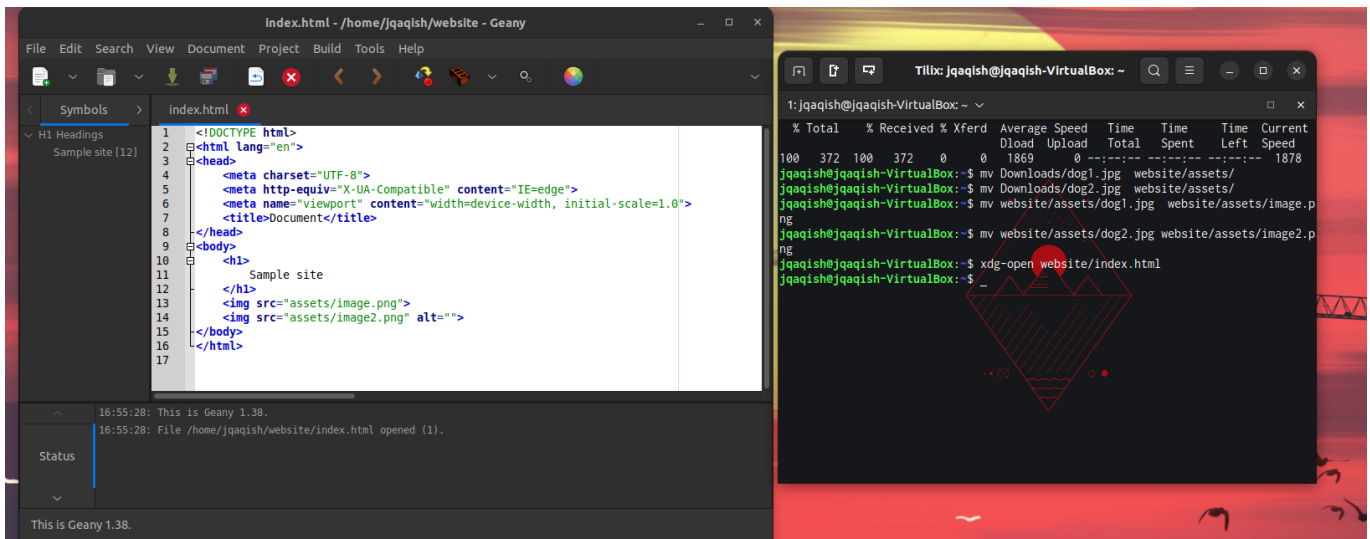 index.html - /home/jqaqish/website - Geany
File Edit Search View Document Project Build Tools Help
Symbols
index.html
H1 Headings
Sample site [12]
1 <!DOCTYPE html>
2 <html lang="en">
3 <head>
4 <meta charset="UTF-8">
5 <meta http-equiv="X-UA-Compatible" content="IE=edge">
6 <meta name="viewport" content="width=device-width, initial-scale=1.0">
7 <title>Document</title>
8 </head>
9 <body>
10 <h1>
11 Sample site
12 </h1>
13 <img src="assets/image.png">
14 <img src="assets/image2.png" alt="">
15 </body>
16 </html>
17
16:55:28: This is Geany 1.38.
16:55:28: File /home/jqaqish/website/index.html opened (1).
Status
This is Geany 1.38.
Tilix: jqaqish@jqaqish-VirtualBox: ~
1: jqaqish@jqaqish-VirtualBox: ~
% Total % Received % Xferd Average Speed Time Time Time Current
Dload Upload Total Spent Left Speed
100 372 100 372 0 0 1869 0 --:--:-- --:--:-- --:--:-- 1878
jqaqish@jqaqish-VirtualBox:~$ mv Downloads/dog1.jpg website/assets/
jqaqish@jqaqish-VirtualBox:~$ mv Downloads/dog2.jpg website/assets/
jqaqish@jqaqish-VirtualBox:~$ mv website/assets/dog1.jpg website/assets/image.p
ng
jqaqish@jqaqish-VirtualBox:~$ mv website/assets/dog2.jpg website/assets/image2.p
ng
jqaqish@jqaqish-VirtualBox:~$ xdg-open website/index.html
jqaqish@jqaqish-VirtualBox:~$ _